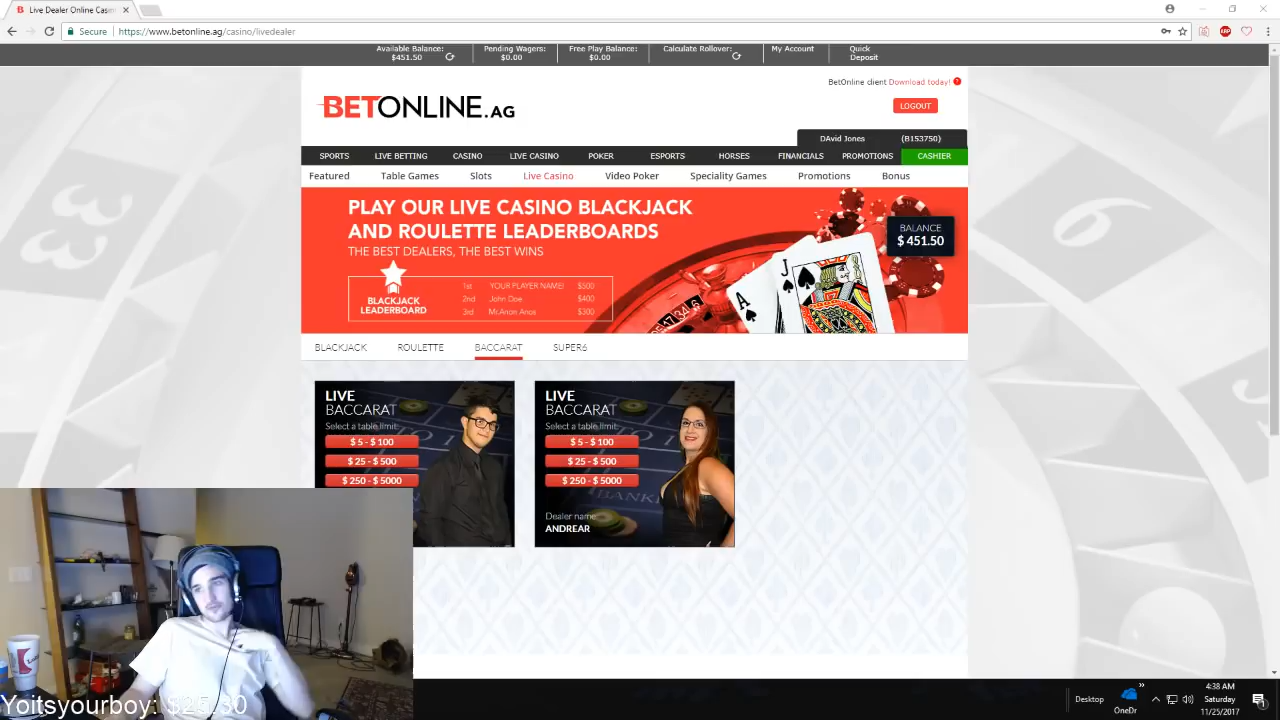 Live Dealer Online Casi
Secure
https://www.betonline.ag/casino/livedealer
ABP
Available Balance:
$451.50
Pending Wagers:
$0.00
Free Play Balance:
$0.00
Calculate Rollover:
My Account
Quick
Deposit
BetOnline client Download today! ?
BETONLINE.AG
LOGOUT
DAvid Jones (B153750)
SPORTS LIVE BETTING CASINO LIVE CASINO POKER ESPORTS HORSES FINANCIALS PROMOTIONS CASHIER
Featured Table Games Slots Live Casino Video Poker Speciality Games Promotions Bonus
PLAY OUR LIVE CASINO BLACKJACK
AND ROULETTE LEADERBOARDS
THE BEST DEALERS, THE BEST WINS
BLACKJACK
LEADERBOARD
1st YOUR PLAYER NAME! $500
2nd John Doe $400
3rd Mr.Anon Anos $300
A
J
BALANCE
$ 451.50
BLACKJACK ROULETTE BACCARAT SUPER6
LIVE
BACCARAT
Select a table limit:
$ 5 - $ 100
$ 25 - $ 500
$ 250 - $ 5000
LIVE
BACCARAT
Select a table limit:
$ 5 - $ 100
$ 25 - $ 500
$ 250 - $ 5000
Dealer name:
ANDREAR
Yoitsyourboy:
Desktop
OneDr
4:38 AM
Saturday
11/25/2017